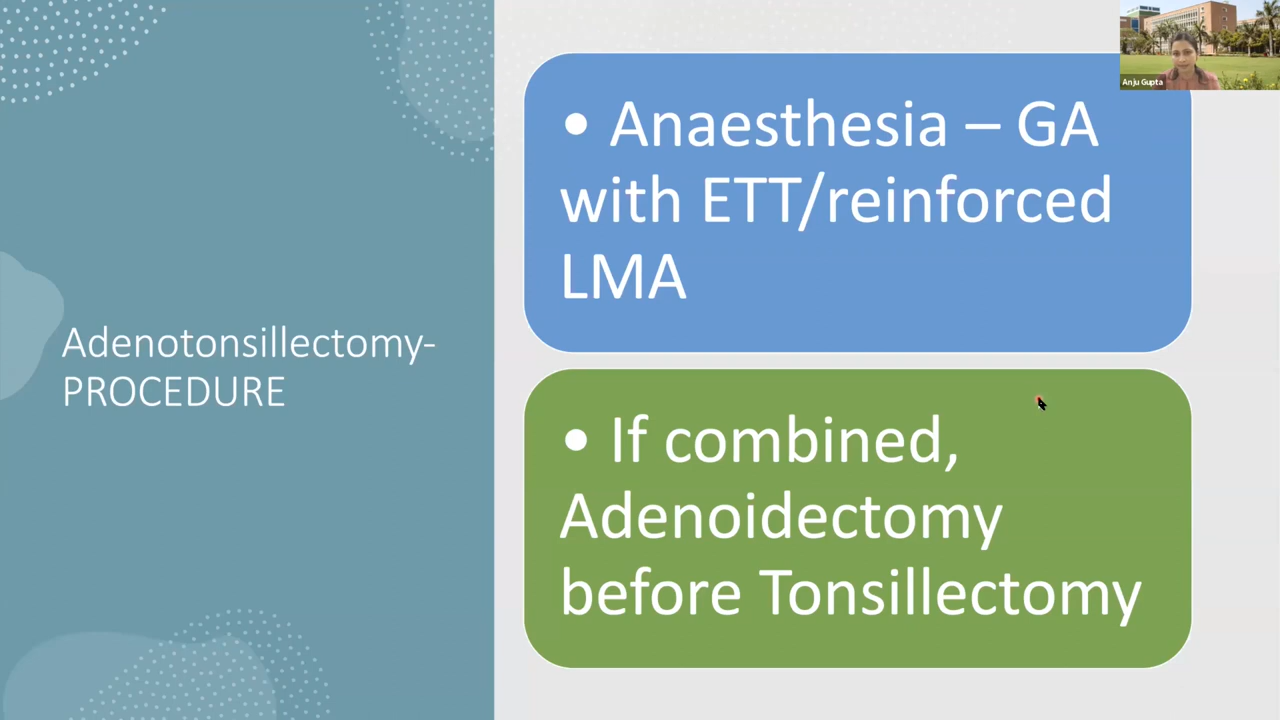 Adenotonsillectomy-
PROCEDURE
• Anaesthesia – GA
with ETT/reinforced
LMA
• If combined,
Adenoidectomy
before Tonsillectomy
Anju Gupta